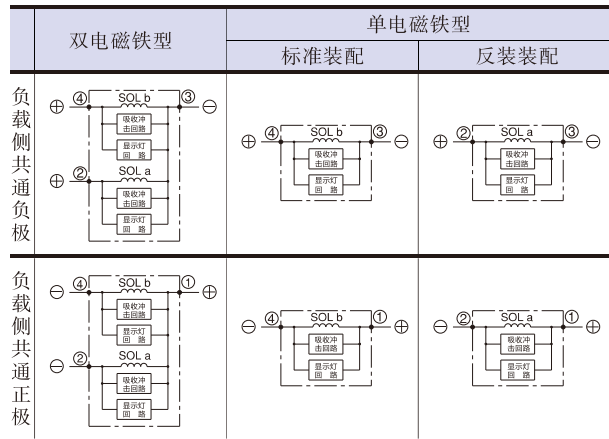 双电磁铁型
单电磁铁型
标准装配
反装装配
负载侧共通负极
⊕ ④ SOL b ③ ⊖
吸收冲
击回路
显示灯
回 路
⊕ ② SOL a
吸收冲
击回路
显示灯
回 路
⊕ ④ SOL b ③ ⊖
吸收冲
击回路
显示灯
回 路
⊕ ② SOL a ③ ⊖
吸收冲
击回路
显示灯
回 路
负载侧共通正极
⊖ ④ SOL b ① ⊕
吸收冲
击回路
显示灯
回 路
⊖ ② SOL a
吸收冲
击回路
显示灯
回 路
⊖ ④ SOL b ① ⊕
吸收冲
击回路
显示灯
回 路
⊖ ② SOL a ① ⊕
吸收冲
击回路
显示灯
回 路